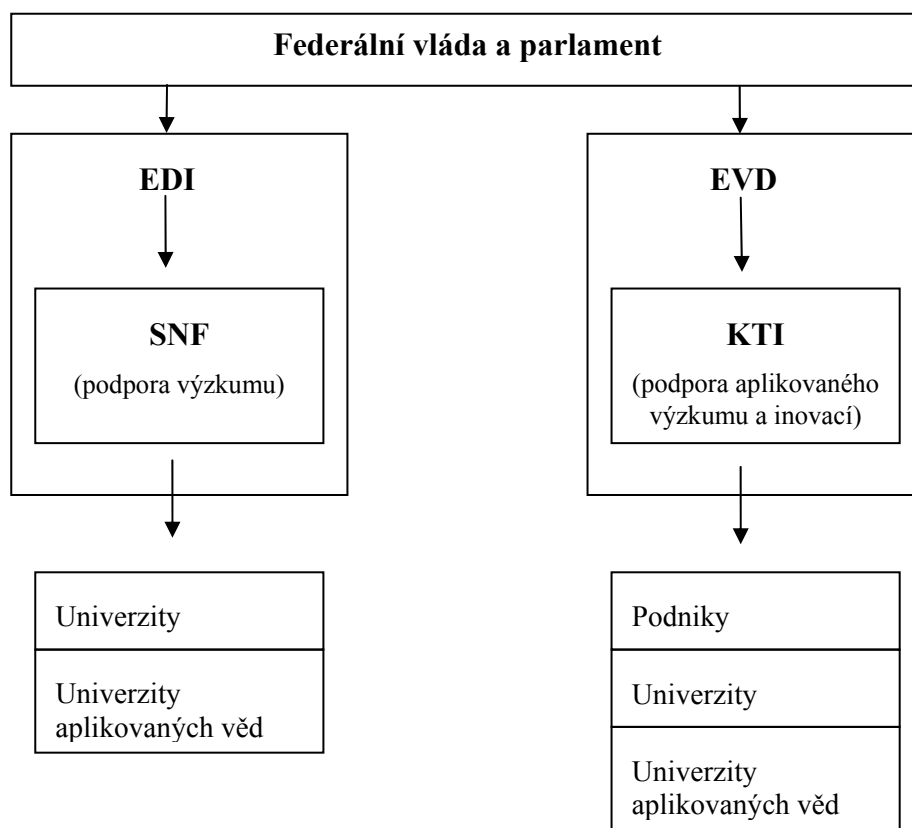 Federální vláda a parlament
EDI
SNF
(podpora výzkumu)
Univerzity
Univerzity
aplikovaných věd
EVD
KTI
(podpora aplikovaného
výzkumu a inovací)
Podniky
Univerzity
Univerzity
aplikovaných věd